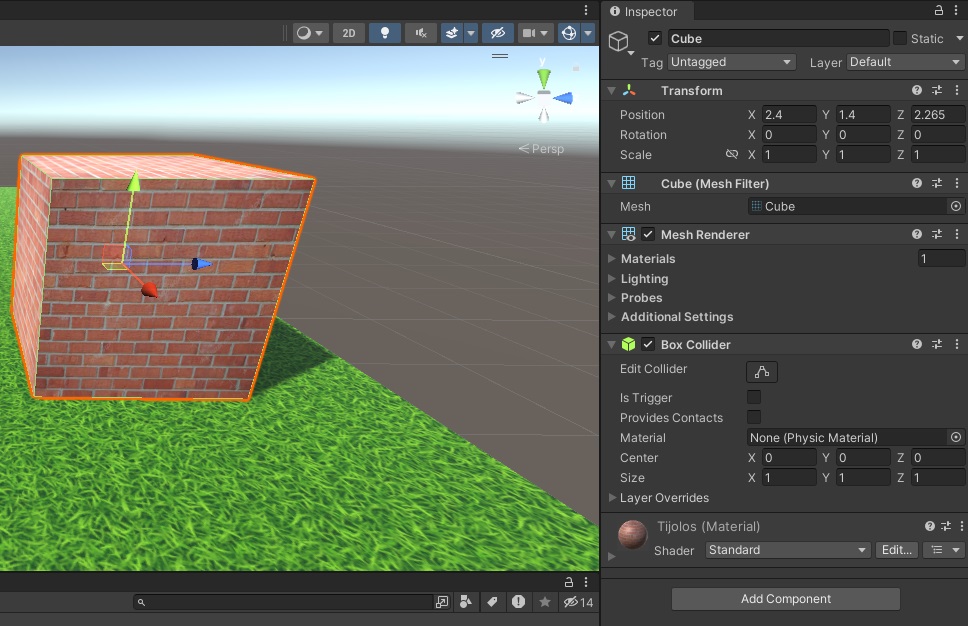 Inspector
Cube
Static
Tag Untagged Layer Default
2D
Transform
Position X 2.4 Y 1.4 Z 2.265
Rotation X 0 Y 0 Z 0
Scale X 1 Y 1 Z 1
y
Persp
Cube (Mesh Filter)
Mesh Cube
Mesh Renderer
Materials 1
Lighting
Probes
Additional Settings
Box Collider
Edit Collider
Is Trigger
Provides Contacts
Material None (Physic Material)
Center X 0 Y 0 Z 0
Size X 1 Y 1 Z 1
Layer Overrides
Tijolos (Material)
Shader Standard Edit...
Add Component
14